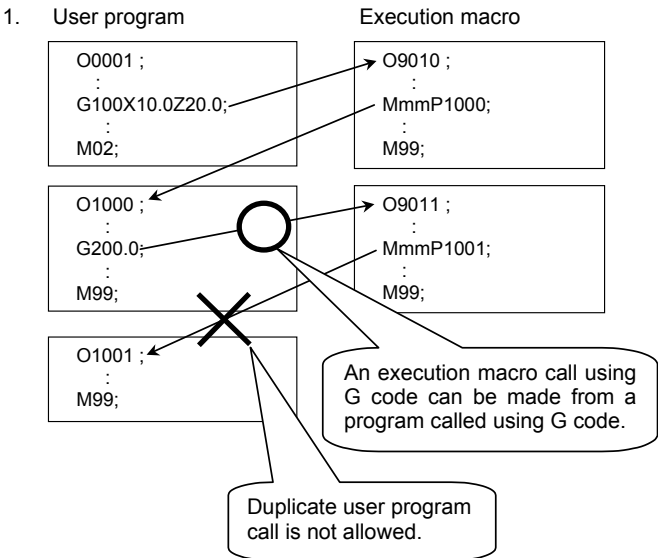 1. User program
Execution macro
O0001 ;
:
G100X10.0Z20.0;
:
M02;
O9010 ;
:
MmmP1000;
:
M99;
O1000 ;
:
G200.0;
:
M99;
O9011 ;
:
MmmP1001;
:
M99;
O1001 ;
:
M99;
An execution macro call using
G code can be made from a
program called using G code.
Duplicate user program
call is not allowed.